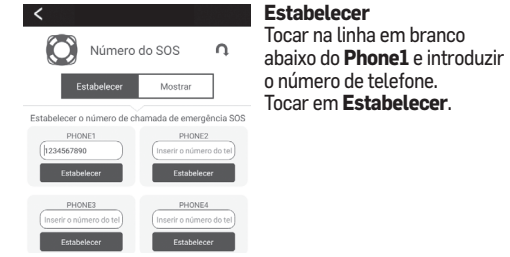 Número do SOS
Estabelecer Mostrar
Estabelecer o número de chamada de emergência SOS
PHONE1 PHONE2
1234567890 Inserir o número do tel
Estabelecer Estabelecer
PHONE3 PHONE4
Inserir o número do tel Inserir o número do tel
Estabelecer Estabelecer
Estabelecer
Tocar na linha em branco
abaixo do Phone1 e introduzir
o número de telefone.
Tocar em Estabelecer.